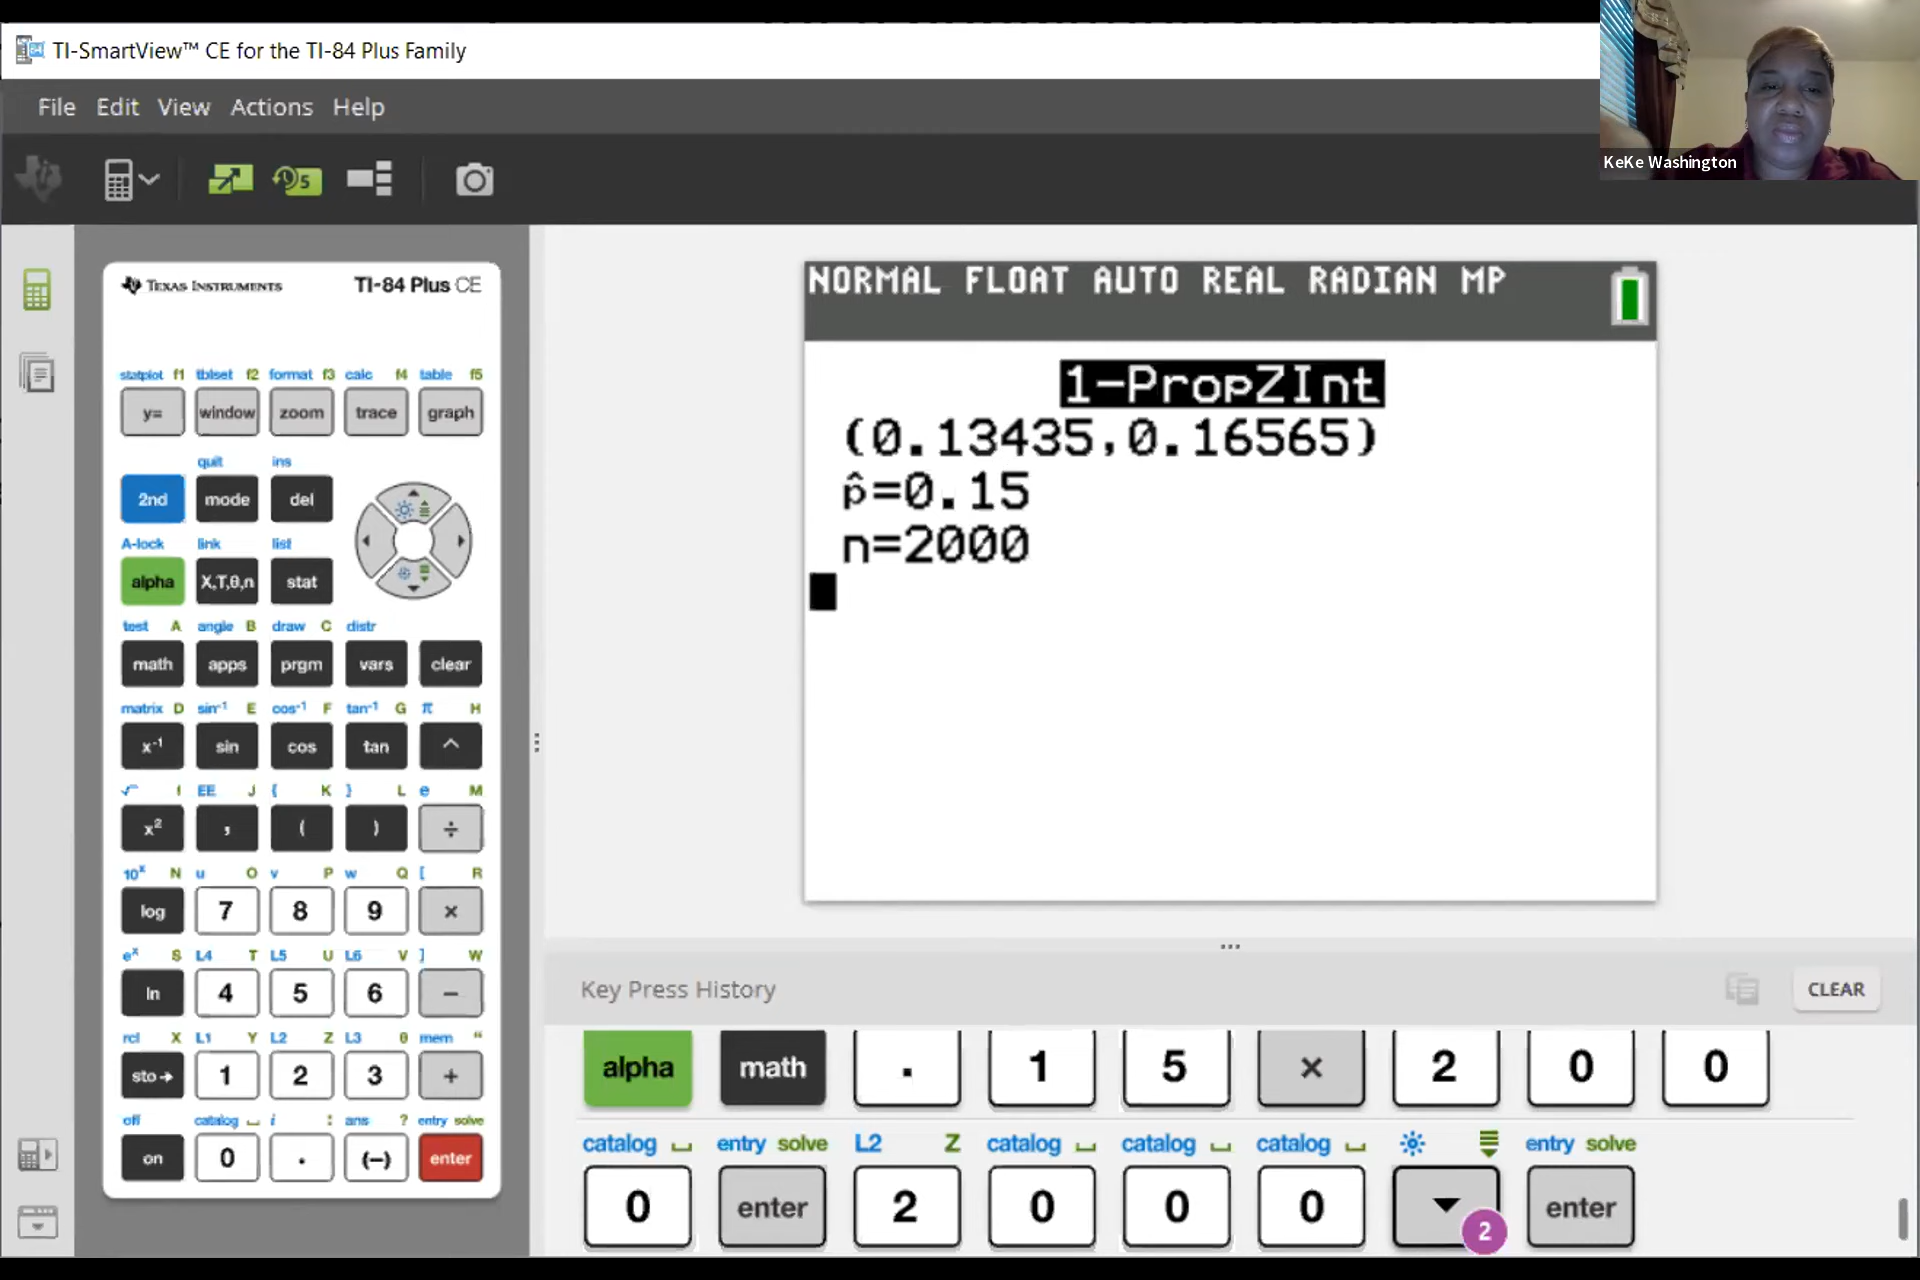 TI-SmartView™ CE for the TI-84 Plus Family
File Edit View Actions Help
5
KeKe Washington
TEXAS INSTRUMENTS TI-84 Plus CE
statplot f1 tblset f2 format f3 calc f4 table f5
y= window zoom trace graph
quit ins
2nd mode del
A-lock link list
alpha X,T,θ,n stat
test A angle B draw C distr
math apps prgm vars clear
matrix D sin⁻¹ E cos⁻¹ F tan⁻¹ G π H
x⁻¹ sin cos tan ^
√ I EE J { K } L e M
x² , ( ) ÷
10ˣ N u O v P w Q [ R
log 7 8 9 ×
eˣ S L4 T L5 U L6 V ] W
ln 4 5 6 −
rcl X L1 Y L2 Z L3 θ mem "
sto→ 1 2 3 +
off catalog ⎵ i : ans ? entry solve
on 0 . (−) enter
NORMAL FLOAT AUTO REAL RADIAN MP
1-PropZInt
(0.13435,0.16565)
p̂=0.15
n=2000
Key Press History
CLEAR
alpha math . 1 5 × 2 0 0
catalog ⎵ entry solve L2 Z catalog ⎵ catalog ⎵ catalog ⎵ entry solve
0 enter 2 0 0 0 2 enter